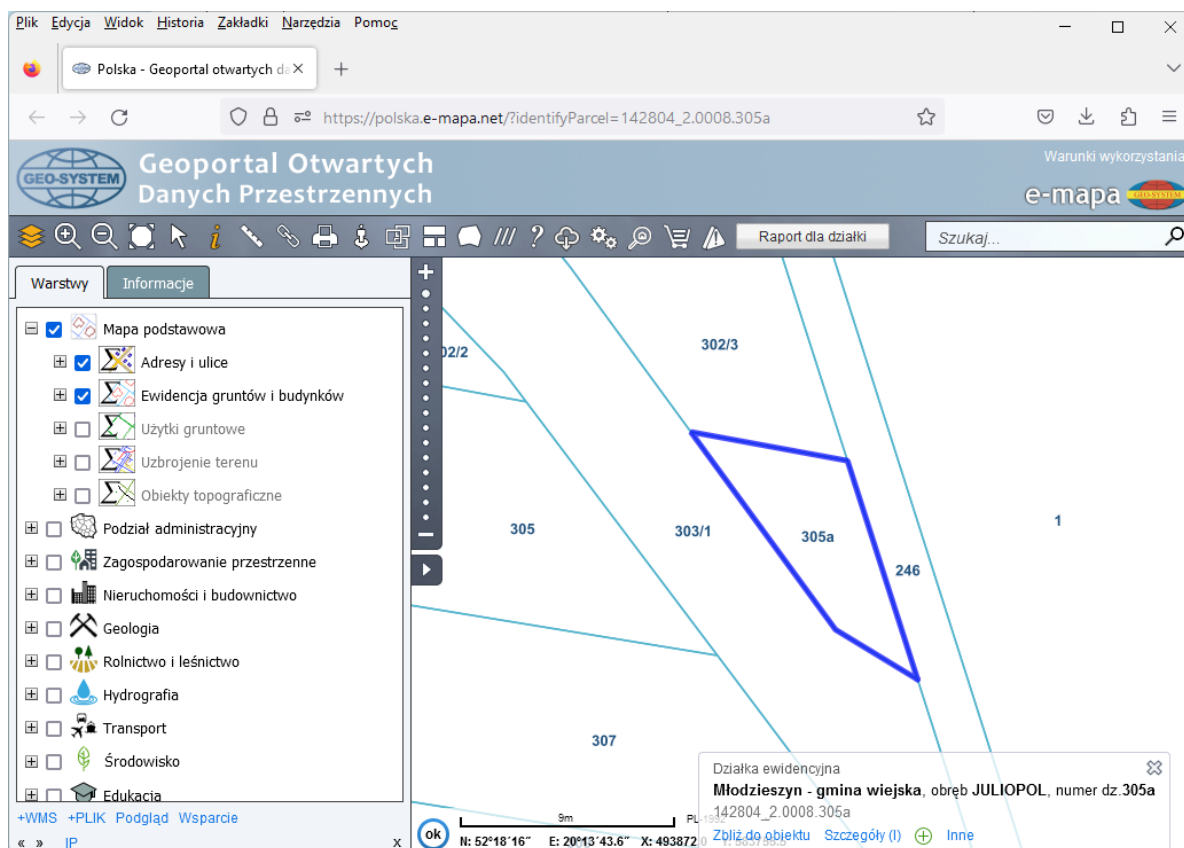 Plik Edycja Widok Historia Zakładki Narzędzia Pomoc
Polska - Geoportal otwartych da
https://polska.e-mapa.net/?identifyParcel=142804_2.0008.305a
GEO-SYSTEM
Geoportal Otwartych
Danych Przestrzennych
Warunki wykorzystania
e-mapa GEO-SYSTEM
Raport dla działki
Szukaj...
Warstwy Informacje
Mapa podstawowa
Adresy i ulice
Ewidencja gruntów i budynków
Użytki gruntowe
Uzbrojenie terenu
Obiekty topograficzne
Podział administracyjny
Zagospodarowanie przestrzenne
Nieruchomości i budownictwo
Geologia
Rolnictwo i leśnictwo
Hydrografia
Transport
Środowisko
Edukacja
+WMS +PLIK Podgląd Wsparcie
« » IP x
02/2
302/3
305
303/1
305a
246
1
307
Działka ewidencyjna
Młodzieszyn - gmina wiejska, obręb JULIOPOL, numer dz.305a
142804_2.0008.305a
Zbliż do obiektu Szczegóły (I) Inne
ok
9m
PL-1992
N: 52°18′16″ E: 20°13′43.6″ X: 493872